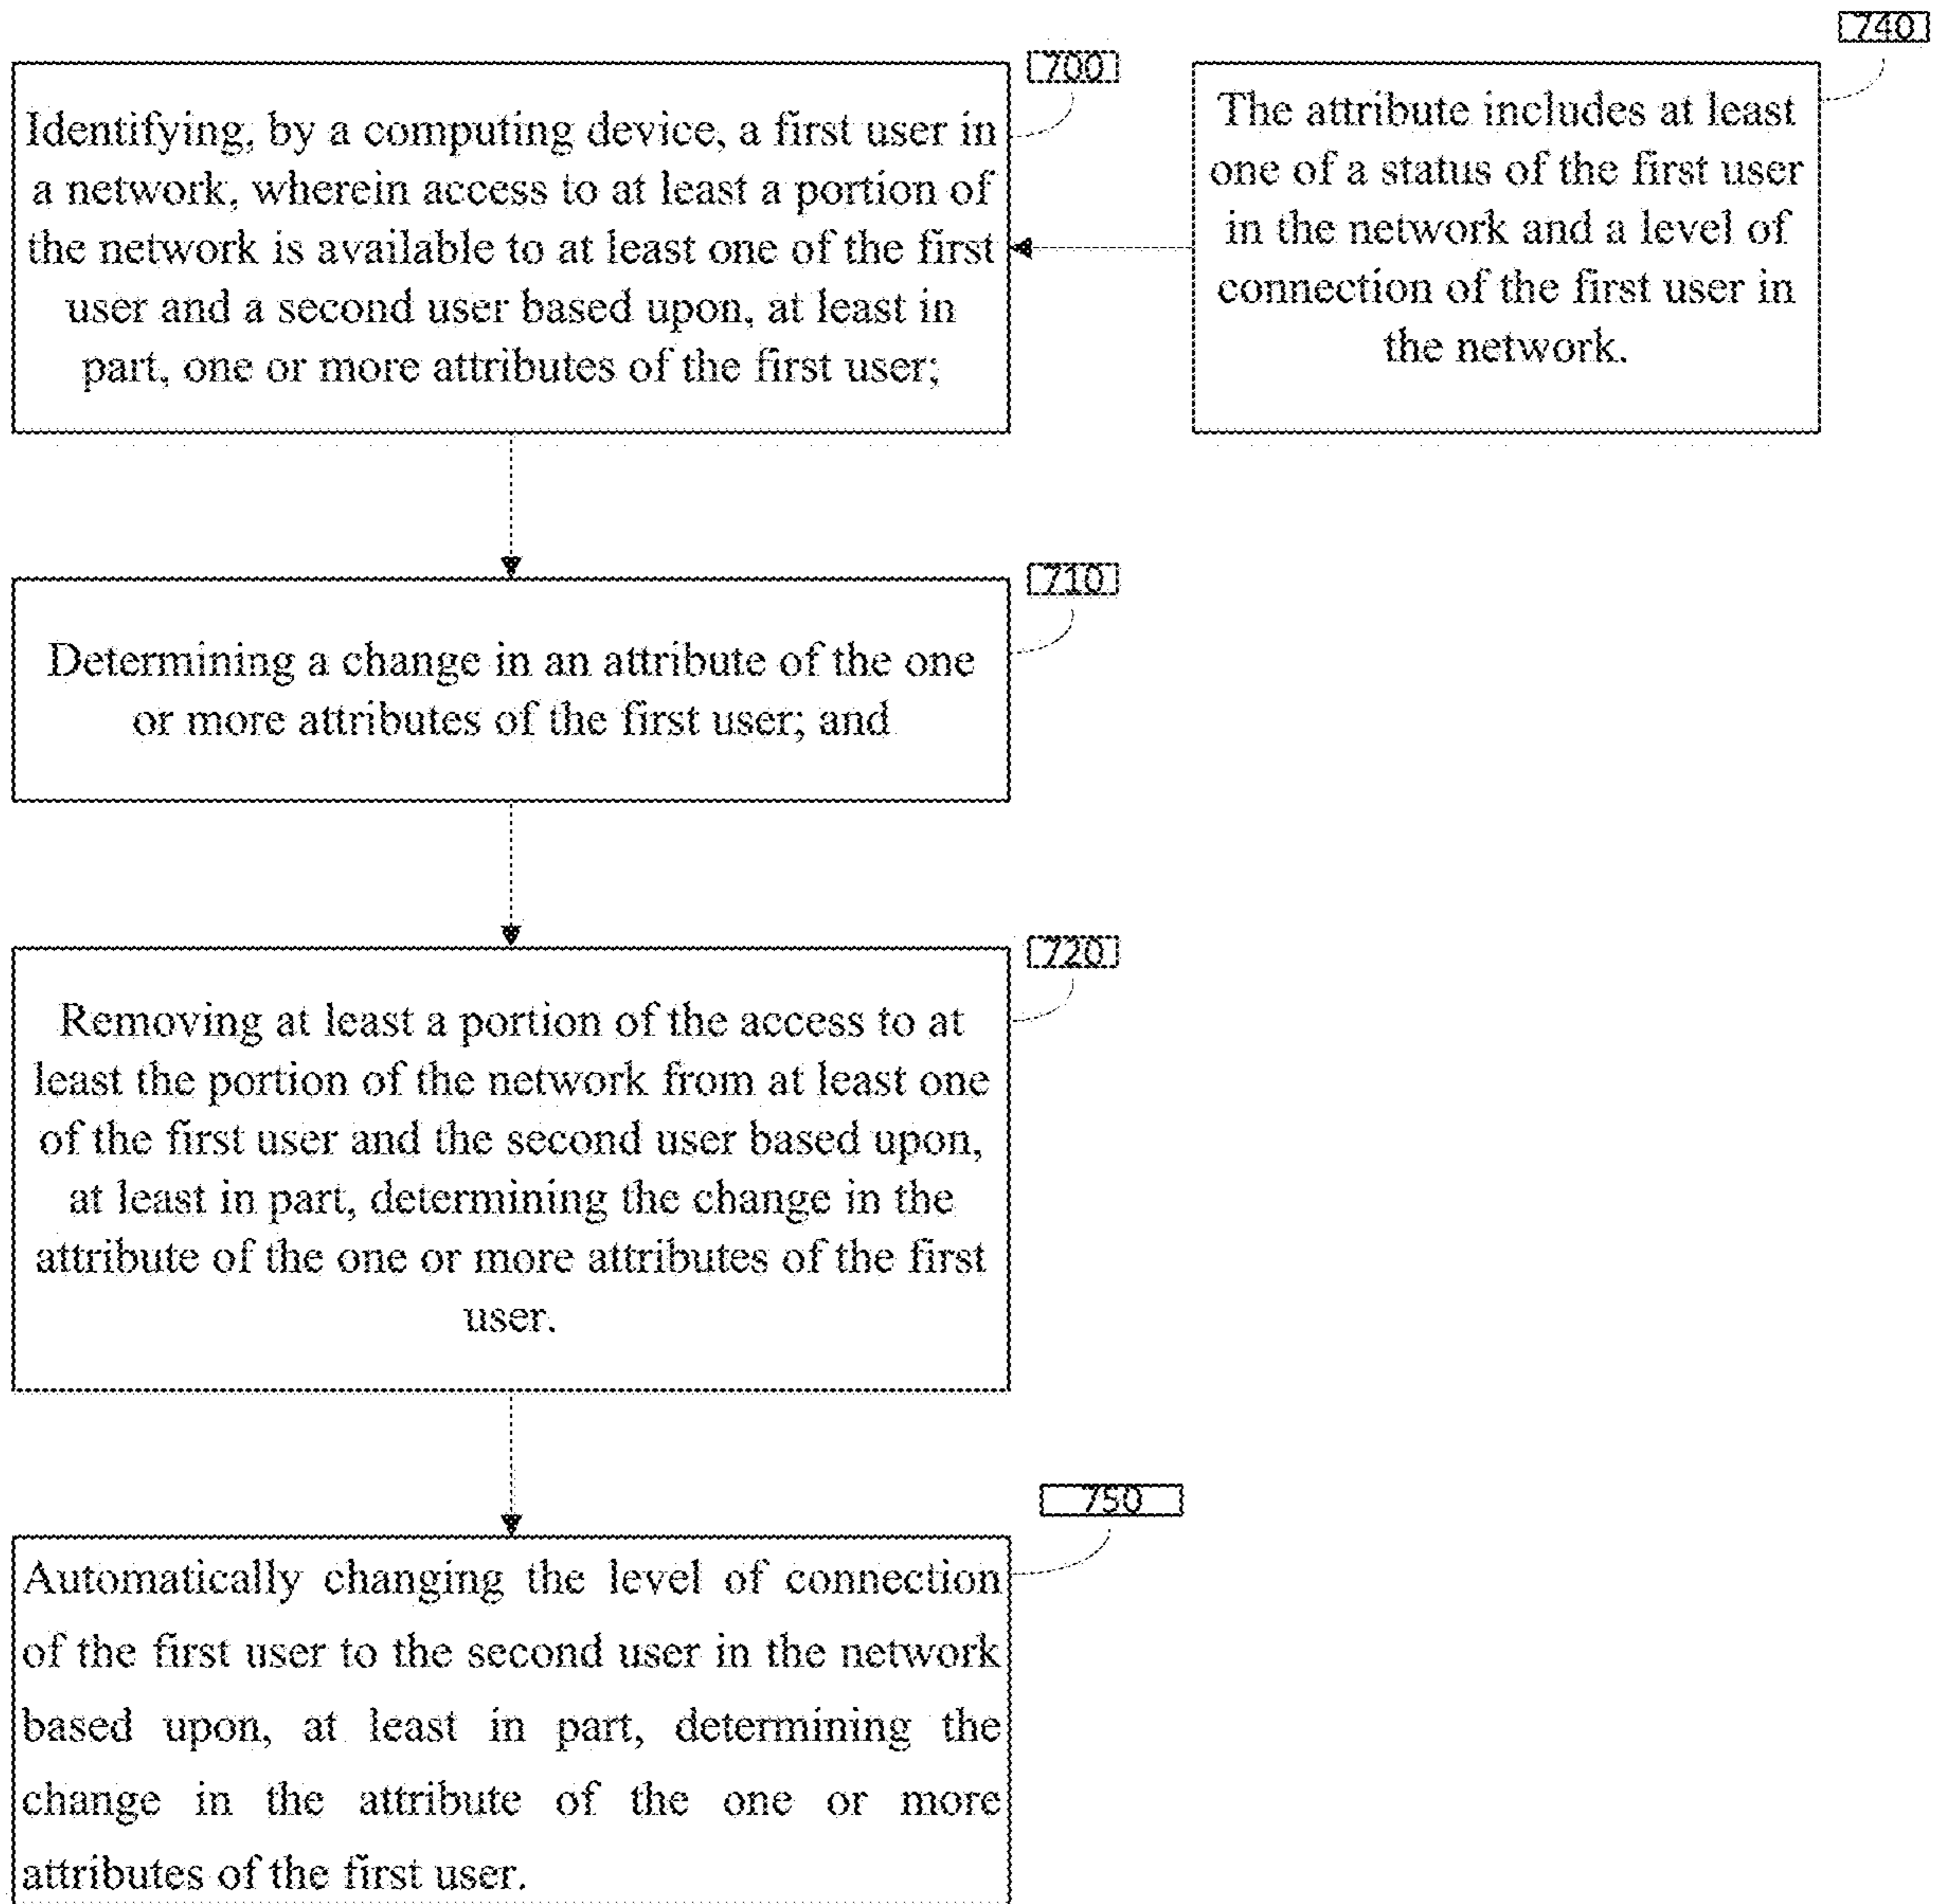 740
700
Identifying, by a computing device, a first user in
a network, wherein access to at least a portion of
the network is available to at least one of the first
user and a second user based upon, at least in
part, one or more attributes of the first user;
The attribute includes at least
one of a status of the first user
in the network and a level of
connection of the first user in
the network.
710
Determining a change in an attribute of the one
or more attributes of the first user; and
720
Removing at least a portion of the access to at
least the portion of the network from at least one
of the first user and the second user based upon,
at least in part, determining the change in the
attribute of the one or more attributes of the first
user.
750
Automatically changing the level of connection
of the first user to the second user in the network
based upon, at least in part, determining the
change in the attribute of the one or more
attributes of the first user.